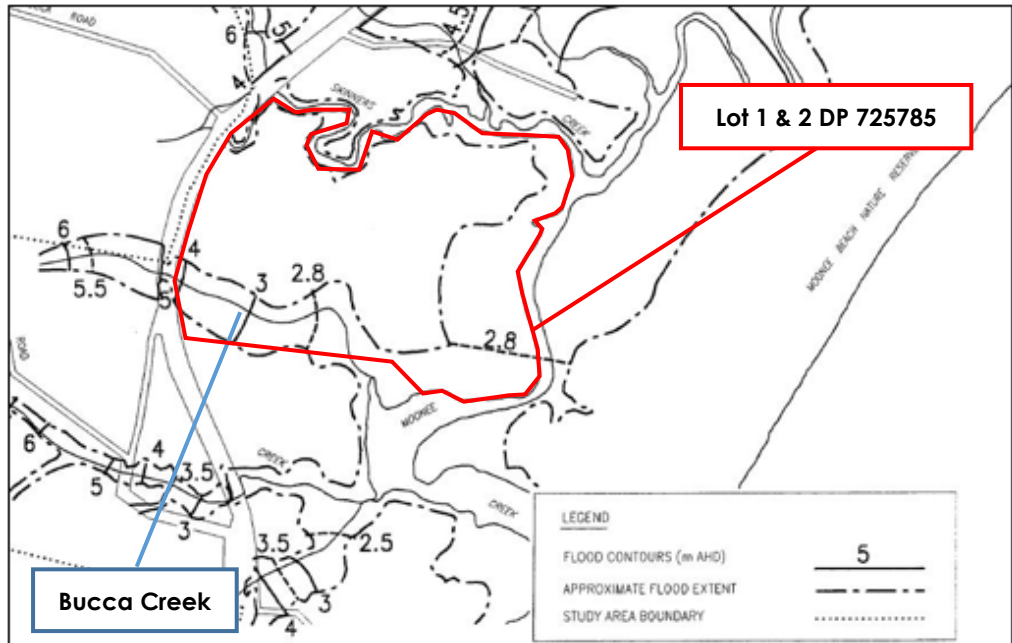 ROAD
6
5
4.5
4
SKINNERS
CREEK
3
Lot 1 & 2 DP 725785
MOONEE BEACH NATURE RESERV
6
5.5
4
5
3
2.8
2.8
ROAD
MOONEE
CREEK
CREEK
6
5
4
3.5
3
3.5
2.5
3
4
Bucca Creek
LEGEND
FLOOD CONTOURS (m AHD)
5
APPROXIMATE FLOOD EXTENT
STUDY AREA BOUNDARY